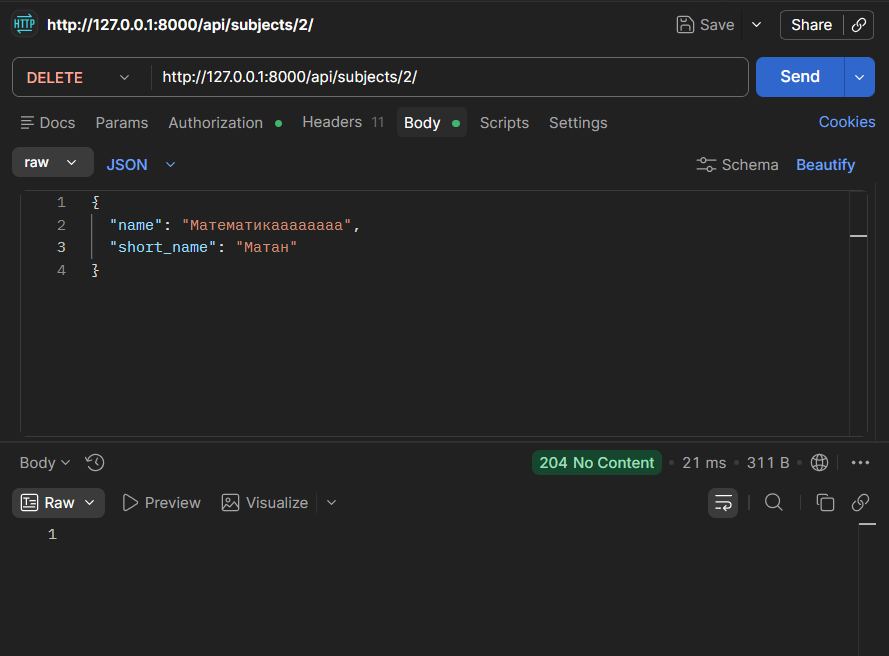 HTTP http://127.0.0.1:8000/api/subjects/2/ Save Share
DELETE http://127.0.0.1:8000/api/subjects/2/ Send
Docs Params Authorization Headers 11 Body Scripts Settings Cookies
raw JSON Schema Beautify
1 {
2 "name": "Математикааааааааа",
3 "short_name": "Матан"
4 }
Body 204 No Content 21 ms 311 B
Raw Preview Visualize
1